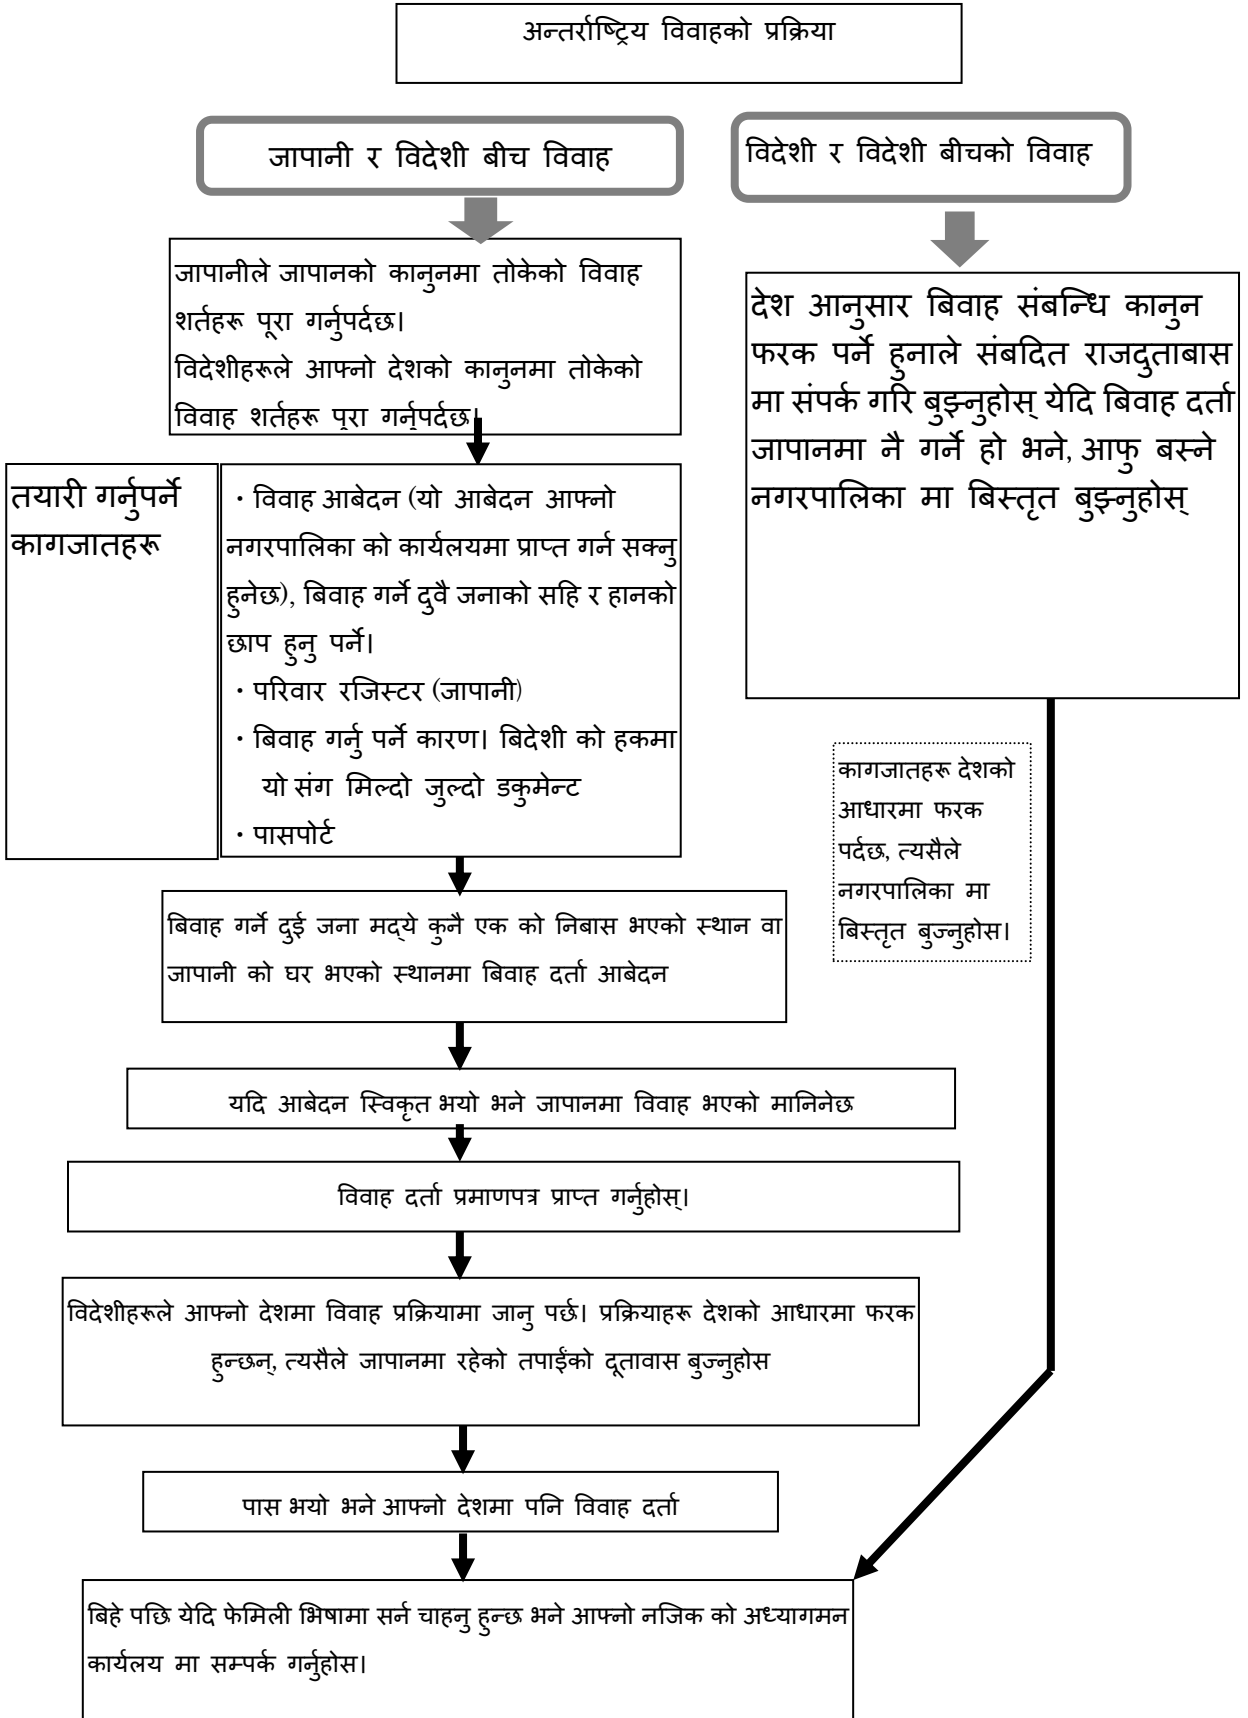 अन्तर्राष्ट्रिय विवाहको प्रक्रिया
जापानी र विदेशी बीच विवाह
विदेशी र विदेशी बीचको विवाह
जापानीले जापानको कानुनमा तोकेको विवाह
शर्तहरू पूरा गर्नुपर्दछ।
विदेशीहरूले आफ्नो देशको कानुनमा तोकेको
विवाह शर्तहरू पूरा गर्नुपर्दछ।
देश आनुसार बिवाह संबन्धि कानुन
फरक पर्ने हुनाले संबदित राजदुताबास
मा संपर्क गरि बुझ्नुहोस् येदि बिवाह दर्ता
जापानमा नै गर्ने हो भने, आफु बस्ने
नगरपालिका मा बिस्तृत बुझ्नुहोस्
तयारी गर्नुपर्ने
कागजातहरू
・विवाह आबेदन (यो आबेदन आफ्नो
नगरपालिका को कार्यलयमा प्राप्त गर्न सक्नु
हुनेछ), बिवाह गर्ने दुवै जनाको सहि र हानको
छाप हुनु पर्ने।
・परिवार रजिस्टर (जापानी)
・बिवाह गर्नु पर्ने कारण। बिदेशी को हकमा
यो संग मिल्दो जुल्दो डकुमेन्ट
・पासपोर्ट
कागजातहरू देशको
आधारमा फरक
पर्दछ, त्यसैले
नगरपालिका मा
बिस्तृत बुज्नुहोस।
बिवाह गर्ने दुई जना मद्ये कुनै एक को निबास भएको स्थान वा
जापानी को घर भएको स्थानमा बिवाह दर्ता आबेदन
यदि आबेदन स्विकृत भयो भने जापानमा विवाह भएको मानिनेछ
विवाह दर्ता प्रमाणपत्र प्राप्त गर्नुहोस्।
विदेशीहरूले आफ्नो देशमा विवाह प्रक्रियामा जानु पर्छ। प्रक्रियाहरू देशको आधारमा फरक
हुन्छन्, त्यसैले जापानमा रहेको तपाईंको दूतावास बुज्नुहोस
पास भयो भने आफ्नो देशमा पनि विवाह दर्ता
बिहे पछि येदि फेमिली भिषामा सर्न चाहनु हुन्छ भने आफ्नो नजिक को अध्यागमन
कार्यलय मा सम्पर्क गर्नुहोस।